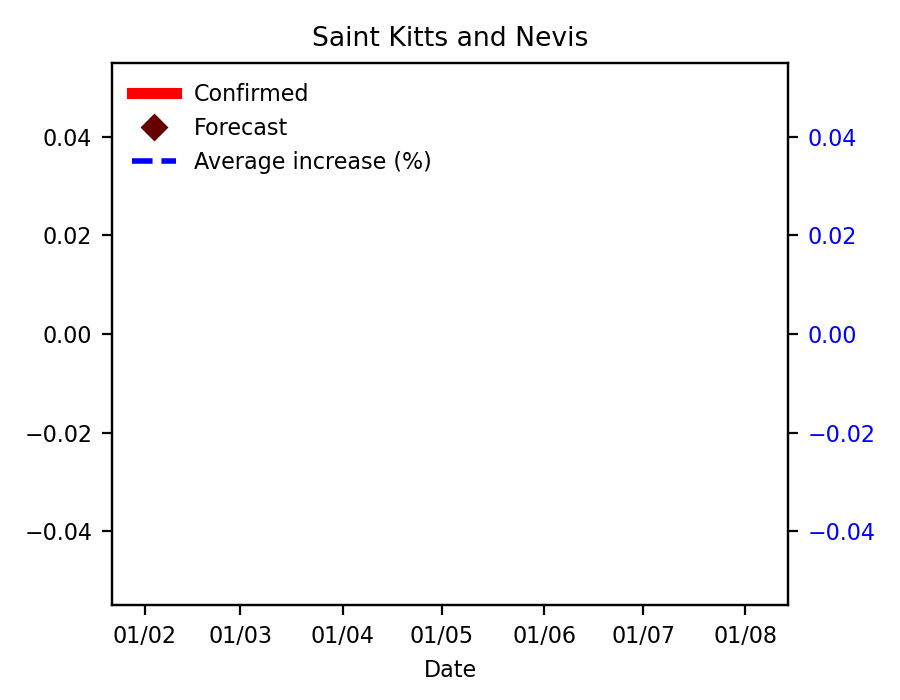 Saint Kitts and Nevis
Confirmed
Forecast
Average increase (%)
0.04
0.02
0.00
−0.02
−0.04
0.04
0.02
0.00
−0.02
−0.04
01/02 01/03 01/04 01/05 01/06 01/07 01/08
Date